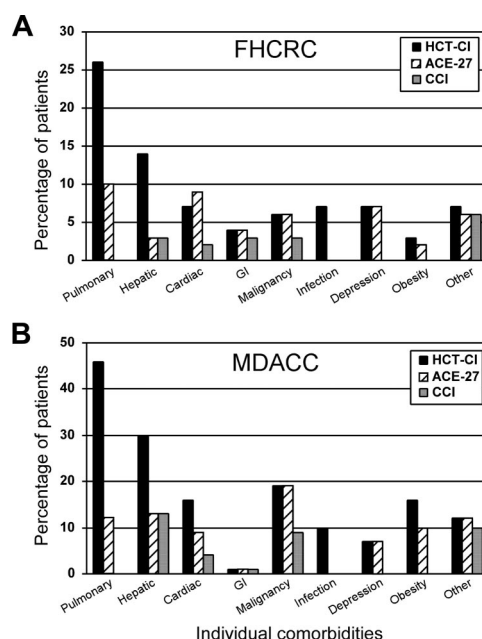 A
FHCRC
HCT-CI
ACE-27
CCI
Percentage of patients
30
25
20
15
10
5
0
Pulmonary
Hepatic
Cardiac
GI
Malignancy
Infection
Depression
Obesity
Other
B
MDACC
HCT-CI
ACE-27
CCI
Percentage of patients
50
40
30
20
10
0
Pulmonary
Hepatic
Cardiac
GI
Malignancy
Infection
Depression
Obesity
Other
Individual comorbidities